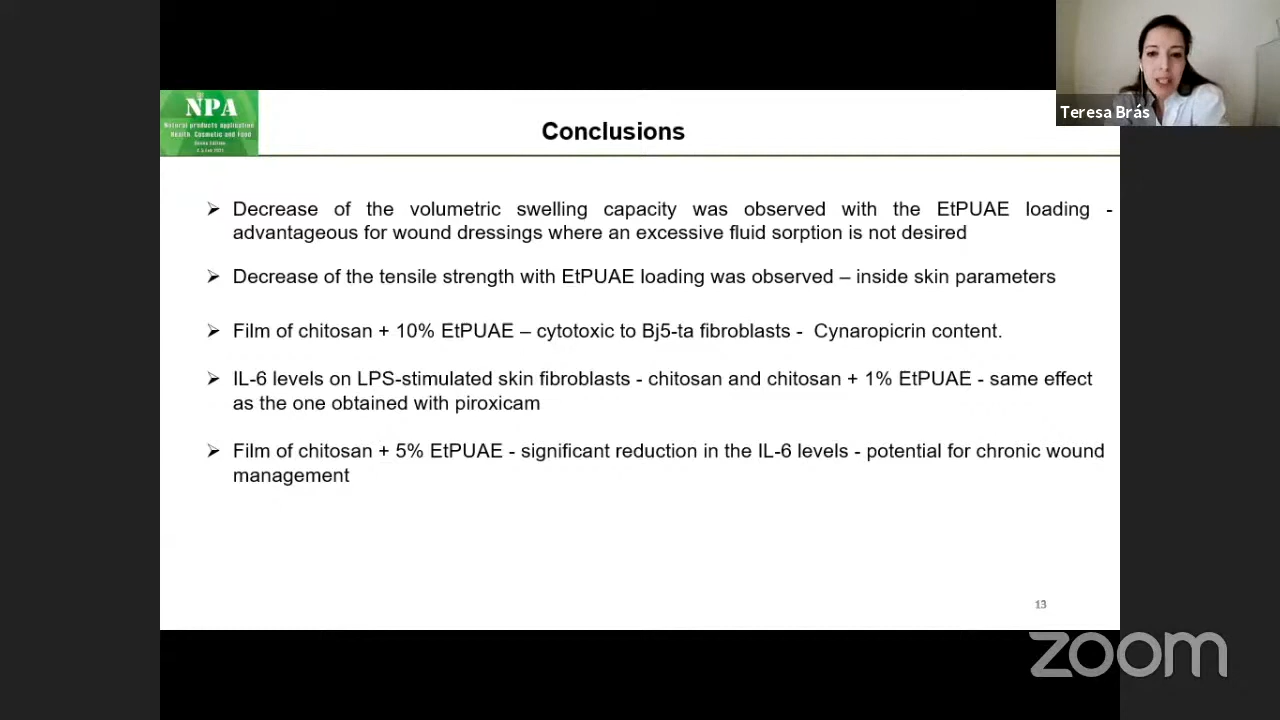 NPA
Natural products application
Health, Cosmetic and Food
Teresa Brás
Conclusions
➢ Decrease of the volumetric swelling capacity was observed with the EtPUAE loading -
advantageous for wound dressings where an excessive fluid sorption is not desired
➢ Decrease of the tensile strength with EtPUAE loading was observed – inside skin parameters
➢ Film of chitosan + 10% EtPUAE – cytotoxic to Bj5-ta fibroblasts - Cynaropicrin content.
➢ IL-6 levels on LPS-stimulated skin fibroblasts - chitosan and chitosan + 1% EtPUAE - same effect
as the one obtained with piroxicam
➢ Film of chitosan + 5% EtPUAE - significant reduction in the IL-6 levels - potential for chronic wound
management
13
zoom